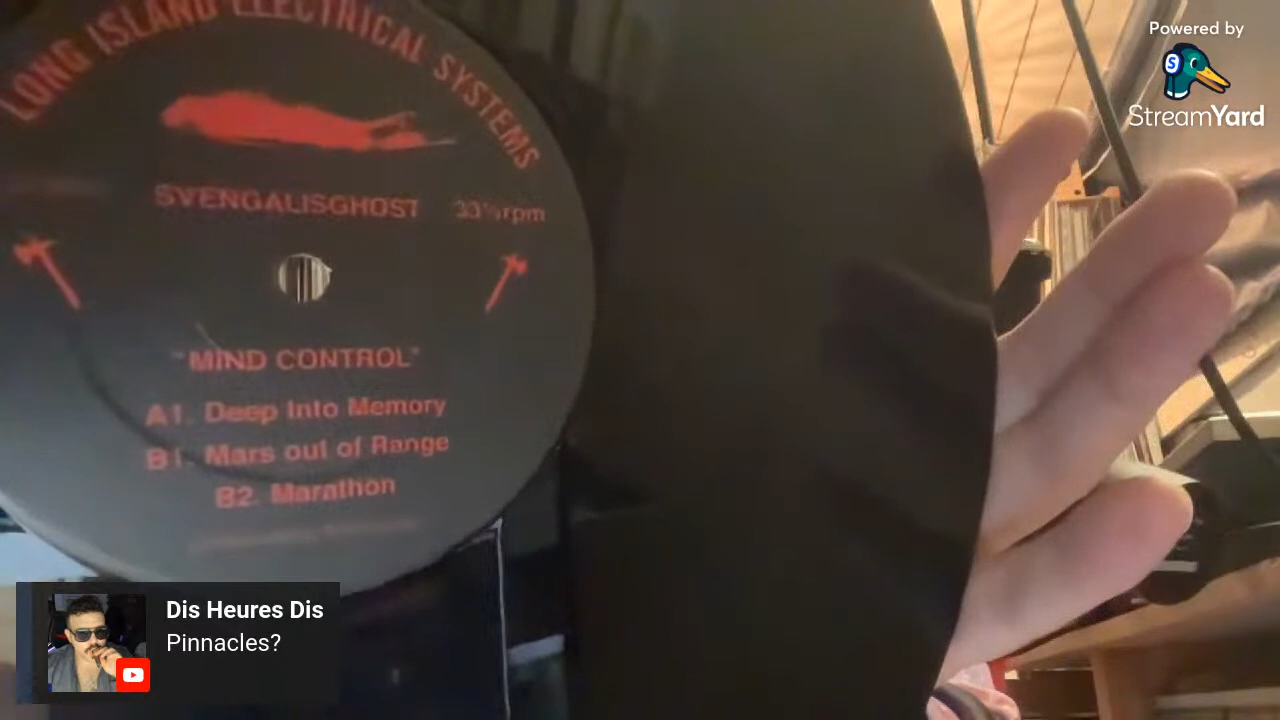 LONG ISLAND ELECTRICAL SYSTEMS
SVENGALISGHOST 33⅓rpm
"MIND CONTROL"
A1. Deep Into Memory
B1. Mars out of Range
B2. Marathon
Powered by
StreamYard
Dis Heures Dis
Pinnacles?